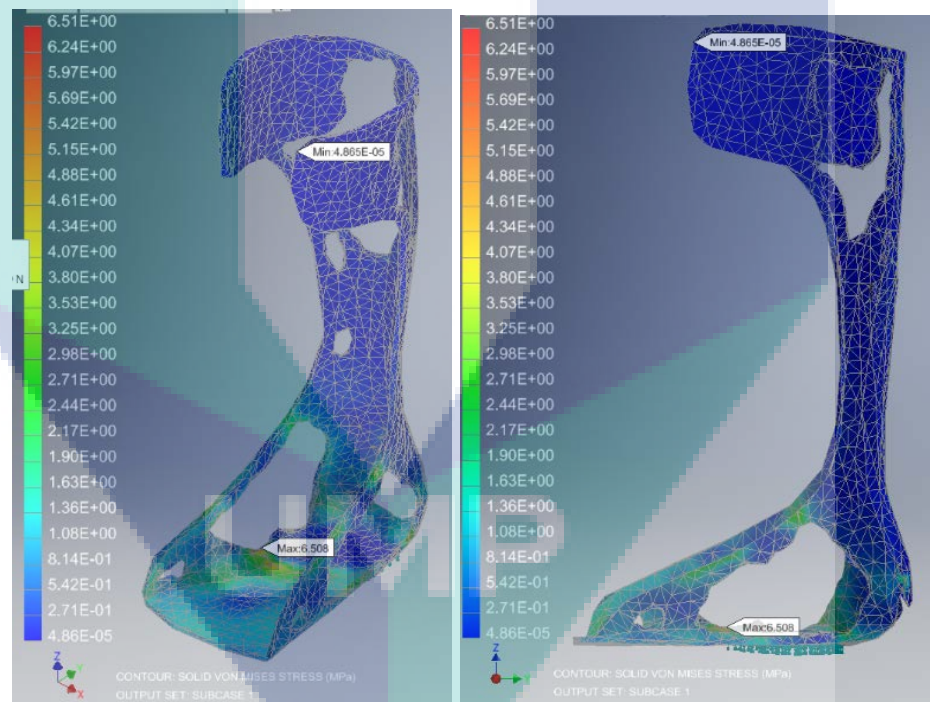 6.51E+00
6.24E+00
5.97E+00
5.69E+00
5.42E+00
5.15E+00
4.88E+00
4.61E+00
4.34E+00
4.07E+00
3.80E+00
3.53E+00
3.25E+00
2.98E+00
2.71E+00
2.44E+00
2.17E+00
1.90E+00
1.63E+00
1.36E+00
1.08E+00
8.14E-01
5.42E-01
2.71E-01
4.86E-05
N
Min:4.865E-05
Max:6.508
Z
Y
X
CONTOUR: SOLID VON MISES STRESS (MPa)
OUTPUT SET: SUBCASE 1
6.51E+00
6.24E+00
5.97E+00
5.69E+00
5.42E+00
5.15E+00
4.88E+00
4.61E+00
4.34E+00
4.07E+00
3.80E+00
3.53E+00
3.25E+00
2.98E+00
2.71E+00
2.44E+00
2.17E+00
1.90E+00
1.63E+00
1.36E+00
1.08E+00
8.14E-01
5.42E-01
2.71E-01
4.86E-05
Min:4.865E-05
Max:6.508
Z
Y
CONTOUR: SOLID VON MISES STRESS (MPa)
OUTPUT SET: SUBCASE 1
UMP